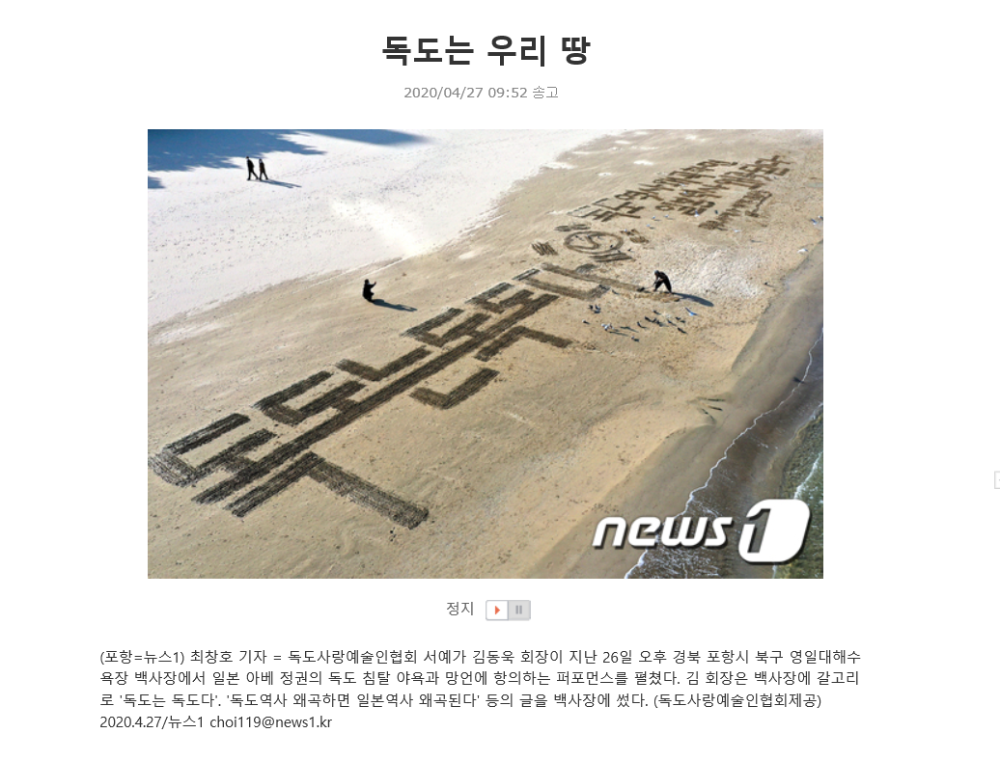 독도는 우리 땅
2020/04/27 09:52 송고
독도는 독도다
news1
정지
(포항=뉴스1) 최창호 기자 = 독도사랑예술인협회 서예가 김동욱 회장이 지난 26일 오후 경북 포항시 북구 영일대해수
욕장 백사장에서 일본 아베 정권의 독도 침탈 야욕과 망언에 항의하는 퍼포먼스를 펼쳤다. 김 회장은 백사장에 갈고리
로 '독도는 독도다'. '독도역사 왜곡하면 일본역사 왜곡된다' 등의 글을 백사장에 썼다. (독도사랑예술인협회제공)
2020.4.27/뉴스1 choi119@news1.kr